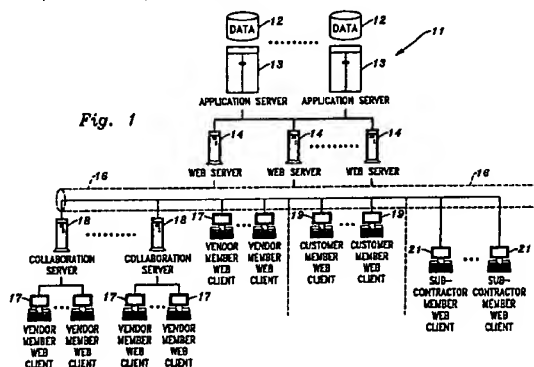 12 12
DATA DATA
11
13 13
APPLICATION SERVER APPLICATION SERVER
Fig. 1
14 14 14
WEB SERVER WEB SERVER WEB SERVER
16 16
18 18 17 19 19
COLLABORATION SERVER COLLABORATION SERVER
VENDOR MEMBER WEB CLIENT
VENDOR MEMBER WEB CLIENT
CUSTOMER MEMBER WEB CLIENT
CUSTOMER MEMBER WEB CLIENT
21 21
SUB-CONTRACTOR MEMBER WEB CLIENT
SUB-CONTRACTOR MEMBER WEB CLIENT
17 17 17 17
VENDOR MEMBER WEB CLIENT
VENDOR MEMBER WEB CLIENT
VENDOR MEMBER WEB CLIENT
VENDOR MEMBER WEB CLIENT